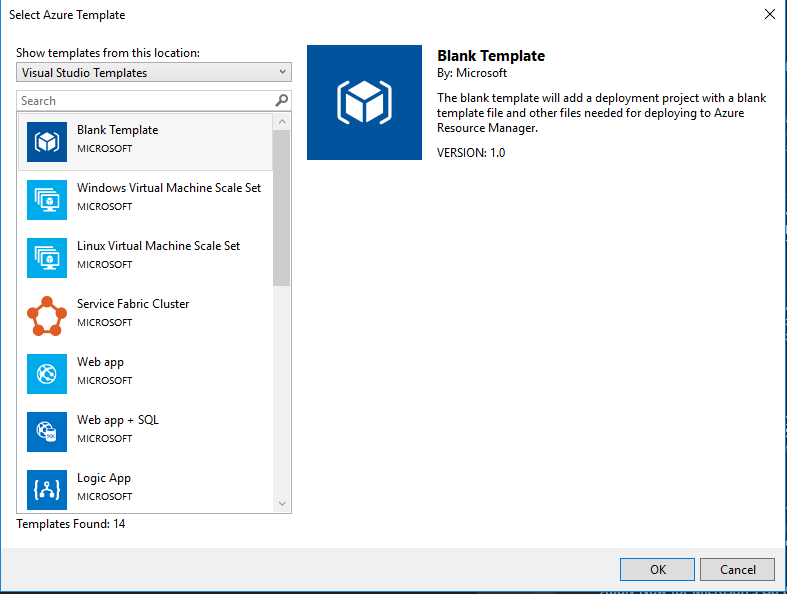 Select Azure Template
Show templates from this location:
Visual Studio Templates
Search
Blank Template
MICROSOFT
Windows Virtual Machine Scale Set
MICROSOFT
Linux Virtual Machine Scale Set
MICROSOFT
Service Fabric Cluster
MICROSOFT
Web app
MICROSOFT
Web app + SQL
MICROSOFT
Logic App
MICROSOFT
Templates Found: 14
Blank Template
By: Microsoft
The blank template will add a deployment project with a blank
template file and other files needed for deploying to Azure
Resource Manager.
VERSION: 1.0
OK
Cancel